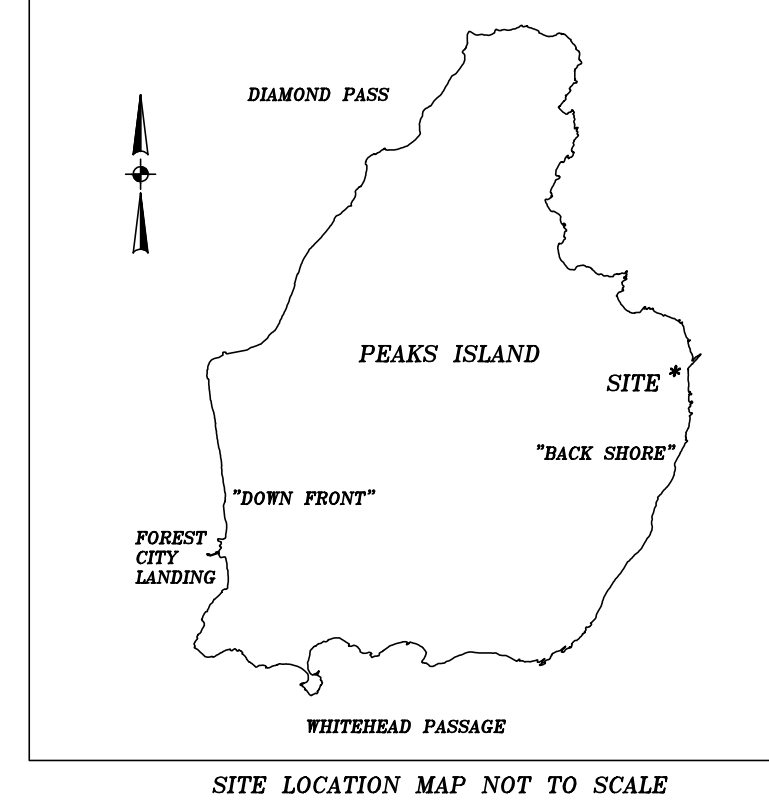 DIAMOND PASS
PEAKS ISLAND
SITE *
"BACK SHORE"
"DOWN FRONT"
FOREST
CITY
LANDING
WHITEHEAD PASSAGE
SITE LOCATION MAP NOT TO SCALE